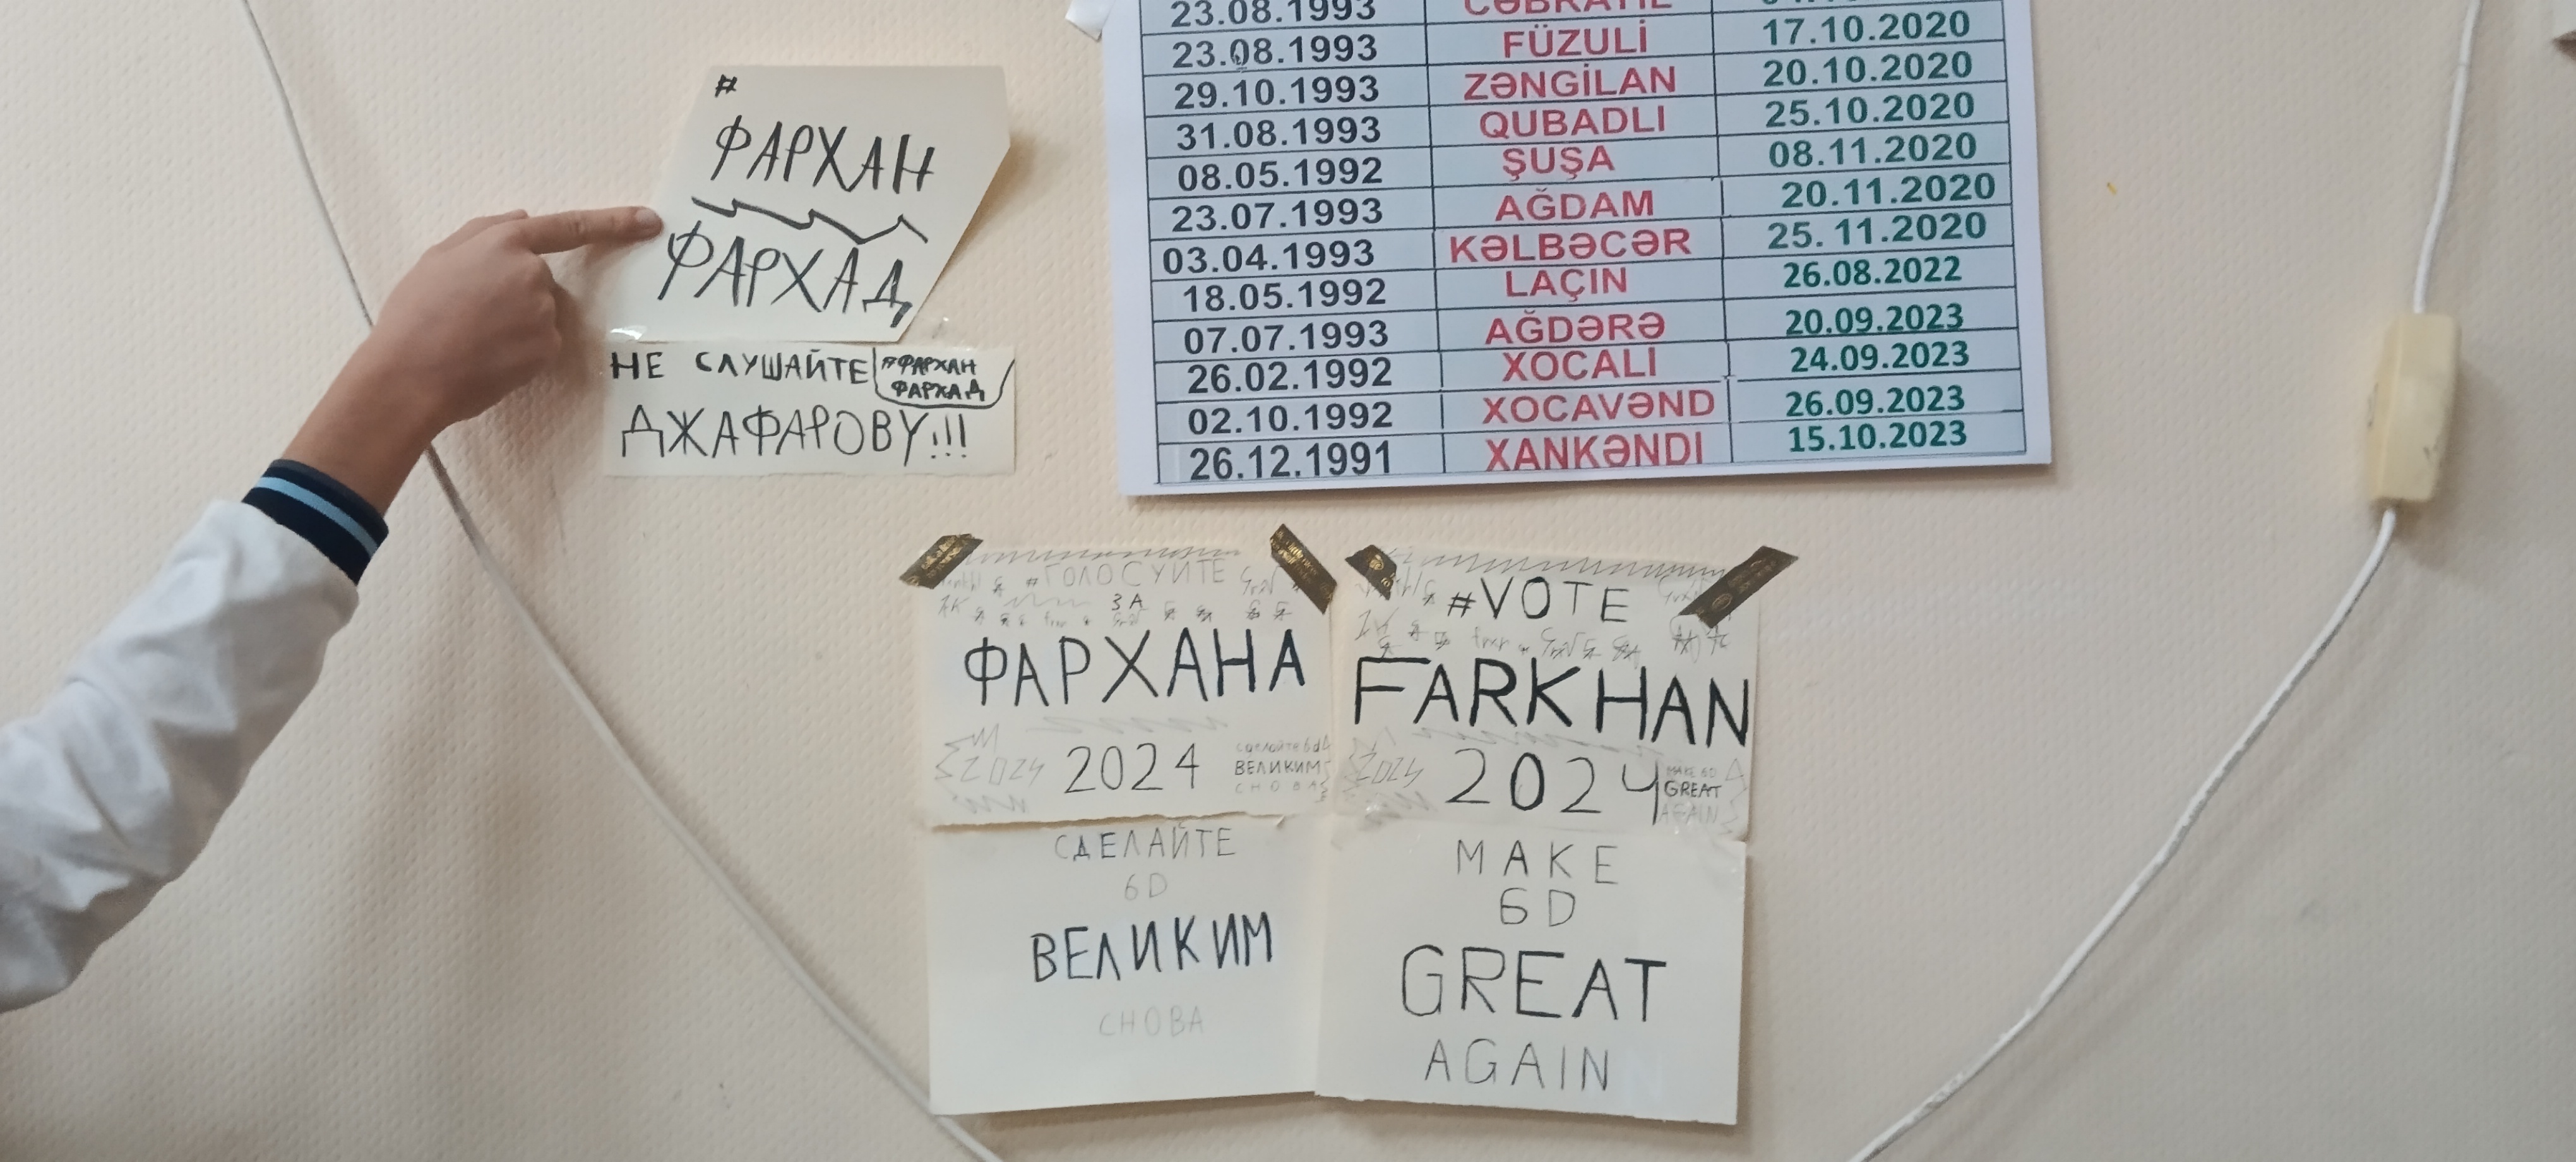 #
ФАРХАН
ФАРХАД
НЕ СЛУШАЙТЕ
#ФАРХАН
ФАРХАД
ДЖАФАРОВУ!!!
23.08.1993 CƏBRAYIL
23.08.1993 FÜZULİ 17.10.2020
29.10.1993 ZƏNGİLAN 20.10.2020
31.08.1993 QUBADLI 25.10.2020
08.05.1992 ŞUŞA 08.11.2020
23.07.1993 AĞDAM 20.11.2020
03.04.1993 KƏLBƏCƏR 25.11.2020
18.05.1992 LAÇIN 26.08.2022
07.07.1993 AĞDƏRƏ 20.09.2023
26.02.1992 XOCALI 24.09.2023
02.10.1992 XOCAVƏND 26.09.2023
26.12.1991 XANKƏNDI 15.10.2023
#ГОЛОСУЙТЕ
ЗА
ФАРХАНА
2024 2024
СДЕЛАЙТЕ 6D
ВЕЛИКИМ
СНОВА
СДЕЛАЙТЕ
6D
ВЕЛИКИМ
СНОВА
#VOTE
FARKHAN
2024 2024
MAKE 6D
GREAT
AGAIN
MAKE
6D
GREAT
AGAIN